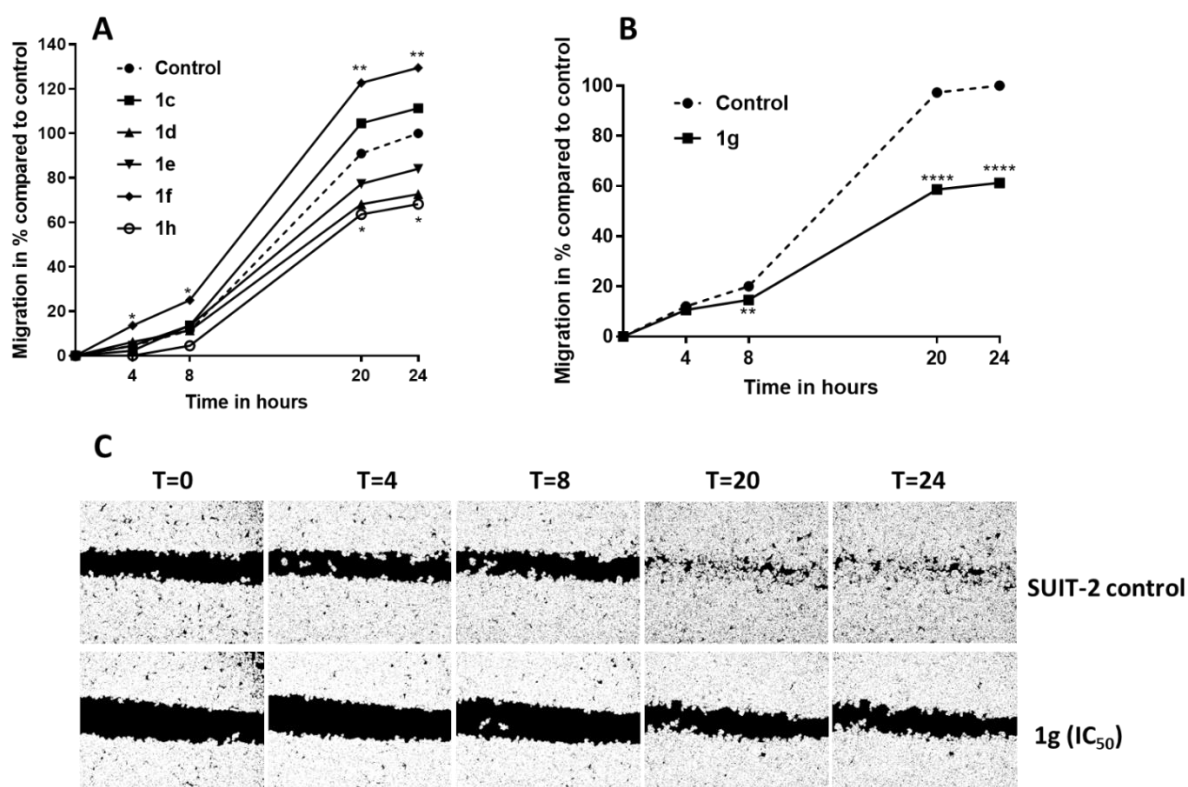 A
Migration in % compared to control
140
120
100
80
60
40
20
0
Control
1c
1d
1e
1f
1h
*
*
**
**
*
*
4
8
20
24
Time in hours
B
Migration in % compared to control
100
80
60
40
20
0
Control
1g
**
****
****
4
8
20
24
Time in hours
C
T=0 T=4 T=8 T=20 T=24
SUIT-2 control
1g (IC₅₀)